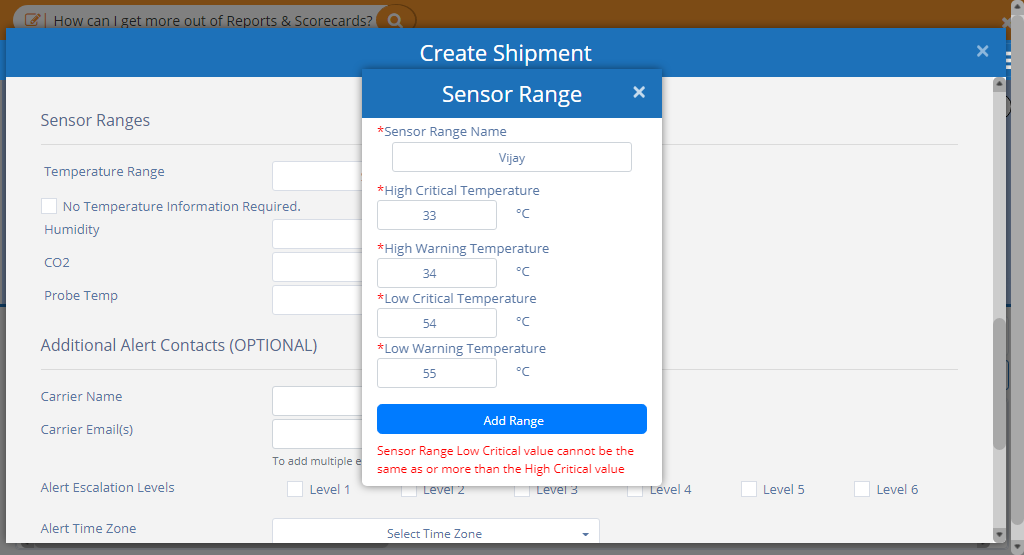 How can I get more out of Reports & Scorecards?
Create Shipment
×
Sensor Range
×
Sensor Ranges
*Sensor Range Name
Vijay
Temperature Range
*High Critical Temperature
33
°C
No Temperature Information Required.
Humidity
*High Warning Temperature
34
°C
CO2
Probe Temp
*Low Critical Temperature
54
°C
Additional Alert Contacts (OPTIONAL)
*Low Warning Temperature
55
°C
Carrier Name
Add Range
Carrier Email(s)
Sensor Range Low Critical value cannot be the
same as or more than the High Critical value
To add multiple e
Alert Escalation Levels
Level 1
Level 2
Level 3
Level 4
Level 5
Level 6
Alert Time Zone
Select Time Zone